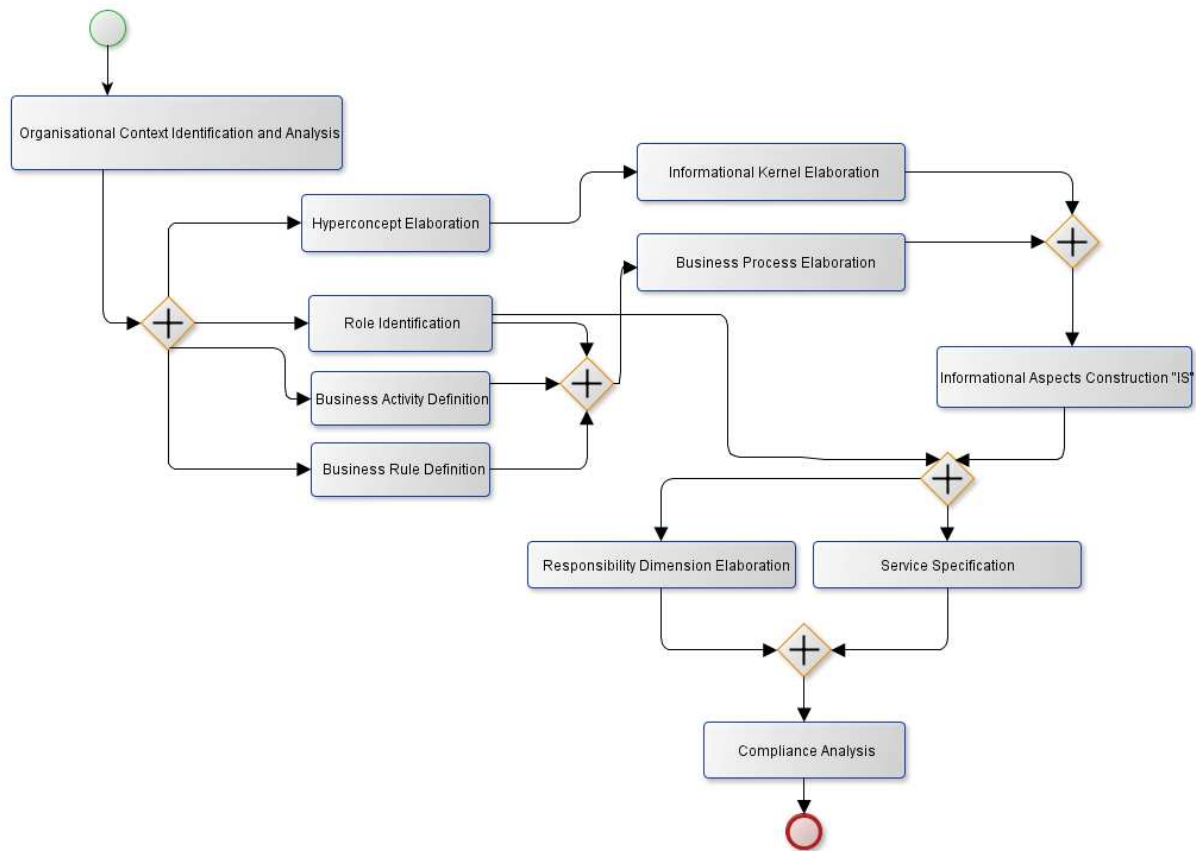 Organisational Context Identification and Analysis
Informational Kernel Elaboration
Hyperconcept Elaboration
Business Process Elaboration
Role Identification
Business Activity Definition
Informational Aspects Construction "IS"
Business Rule Definition
Responsibility Dimension Elaboration
Service Specification
Compliance Analysis